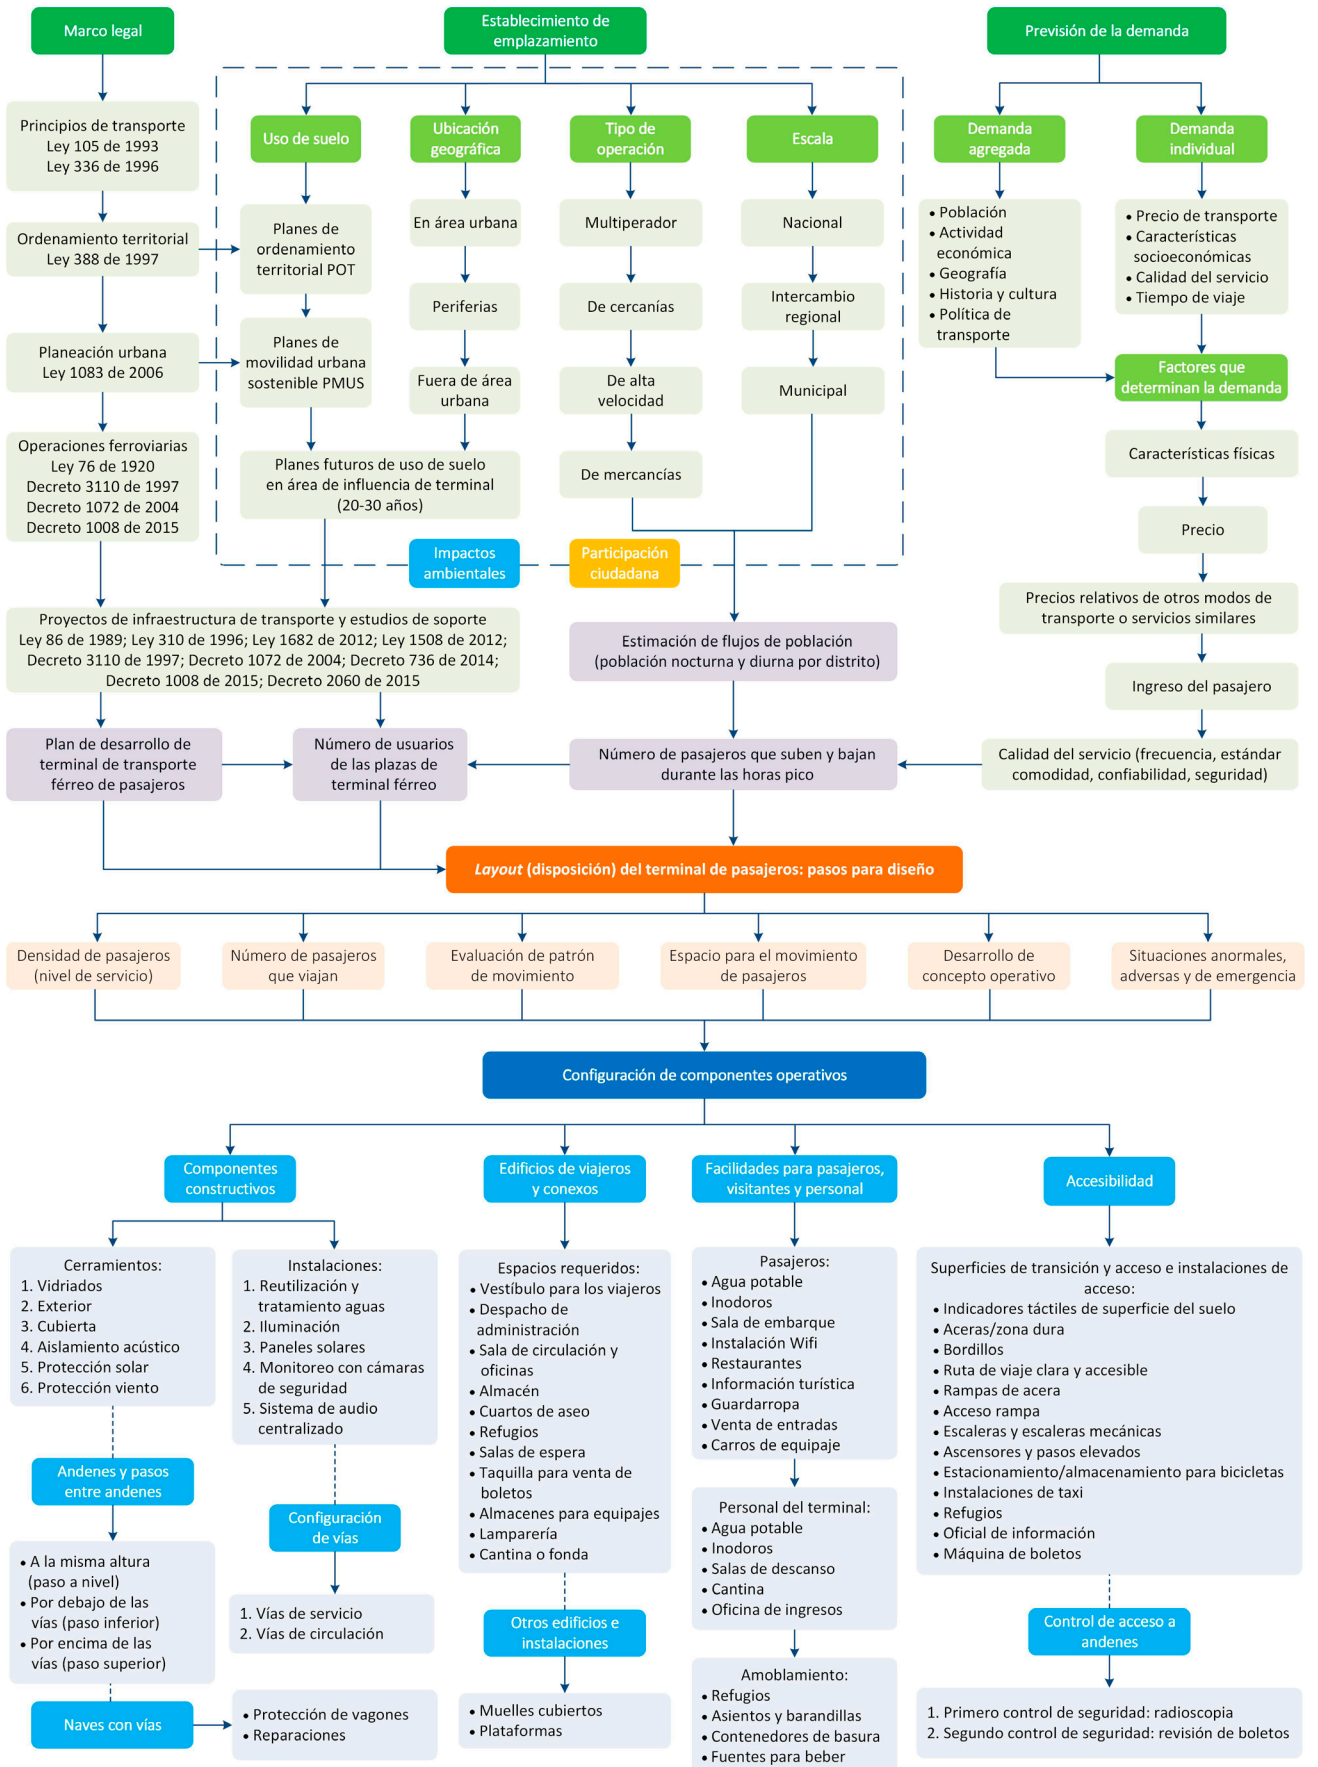 Marco legal
Establecimiento de
emplazamiento
Previsión de la demanda
Principios de transporte
Ley 105 de 1993
Ley 336 de 1996
Ordenamiento territorial
Ley 388 de 1997
Planeación urbana
Ley 1083 de 2006
Operaciones ferroviarias
Ley 76 de 1920
Decreto 3110 de 1997
Decreto 1072 de 2004
Decreto 1008 de 2015
Uso de suelo
Planes de
ordenamiento
territorial POT
Planes de
movilidad urbana
sostenible PMUS
Ubicación
geográfica
En área urbana
Periferias
Fuera de área
urbana
Planes futuros de uso de suelo
en área de influencia de terminal
(20-30 años)
Tipo de
operación
Multiperador
De cercanías
De alta
velocidad
De mercancías
Escala
Nacional
Intercambio
regional
Municipal
Impactos
ambientales
Participación
ciudadana
Demanda
agregada
• Población
• Actividad
económica
• Geografía
• Historia y cultura
• Política de
transporte
Demanda
individual
• Precio de transporte
• Características
socioeconómicas
• Calidad del servicio
• Tiempo de viaje
Factores que
determinan la demanda
Características físicas
Precio
Precios relativos de otros modos de
transporte o servicios similares
Ingreso del pasajero
Calidad del servicio (frecuencia, estándar
comodidad, confiabilidad, seguridad)
Proyectos de infraestructura de transporte y estudios de soporte
Ley 86 de 1989; Ley 310 de 1996; Ley 1682 de 2012; Ley 1508 de 2012;
Decreto 3110 de 1997; Decreto 1072 de 2004; Decreto 736 de 2014;
Decreto 1008 de 2015; Decreto 2060 de 2015
Estimación de flujos de población
(población nocturna y diurna por distrito)
Plan de desarrollo de
terminal de transporte
férreo de pasajeros
Número de usuarios
de las plazas de
terminal férreo
Número de pasajeros que suben y bajan
durante las horas pico
Layout (disposición) del terminal de pasajeros: pasos para diseño
Densidad de pasajeros
(nivel de servicio)
Número de pasajeros
que viajan
Evaluación de patrón
de movimiento
Espacio para el movimiento
de pasajeros
Desarrollo de
concepto operativo
Situaciones anormales,
adversas y de emergencia
Configuración de componentes operativos
Componentes
constructivos
Cerramientos:
1. Vidriados
2. Exterior
3. Cubierta
4. Aislamiento acústico
5. Protección solar
6. Protección viento
Andenes y pasos
entre andenes
• A la misma altura
(paso a nivel)
• Por debajo de las
vías (paso inferior)
• Por encima de las
vías (paso superior)
Naves con vías
Instalaciones:
1. Reutilización y
tratamiento aguas
2. Iluminación
3. Paneles solares
4. Monitoreo con cámaras
de seguridad
5. Sistema de audio
centralizado
Configuración
de vías
1. Vías de servicio
2. Vías de circulación
• Protección de vagones
• Reparaciones
Edificios de viajeros
y conexos
Espacios requeridos:
• Vestíbulo para los viajeros
• Despacho de
administración
• Sala de circulación y
oficinas
• Almacén
• Cuartos de aseo
• Refugios
• Salas de espera
• Taquilla para venta de
boletos
• Almacenes para equipajes
• Lamparería
• Cantina o fonda
Otros edificios e
instalaciones
• Muelles cubiertos
• Plataformas
Facilidades para pasajeros,
visitantes y personal
Pasajeros:
• Agua potable
• Inodoros
• Sala de embarque
• Instalación Wifi
• Restaurantes
• Información turística
• Guardarropa
• Venta de entradas
• Carros de equipaje
Personal del terminal:
• Agua potable
• Inodoros
• Salas de descanso
• Cantina
• Oficina de ingresos
Amoblamiento:
• Refugios
• Asientos y barandillas
• Contenedores de basura
• Fuentes para beber
Accesibilidad
Superficies de transición y acceso e instalaciones de
acceso:
• Indicadores táctiles de superficie del suelo
• Aceras/zona dura
• Bordillos
• Ruta de viaje clara y accesible
• Rampas de acera
• Acceso rampa
• Escaleras y escaleras mecánicas
• Ascensores y pasos elevados
• Estacionamiento/almacenamiento para bicicletas
• Instalaciones de taxi
• Refugios
• Oficial de información
• Máquina de boletos
Control de acceso a
andenes
1. Primero control de seguridad: radioscopia
2. Segundo control de seguridad: revisión de boletos